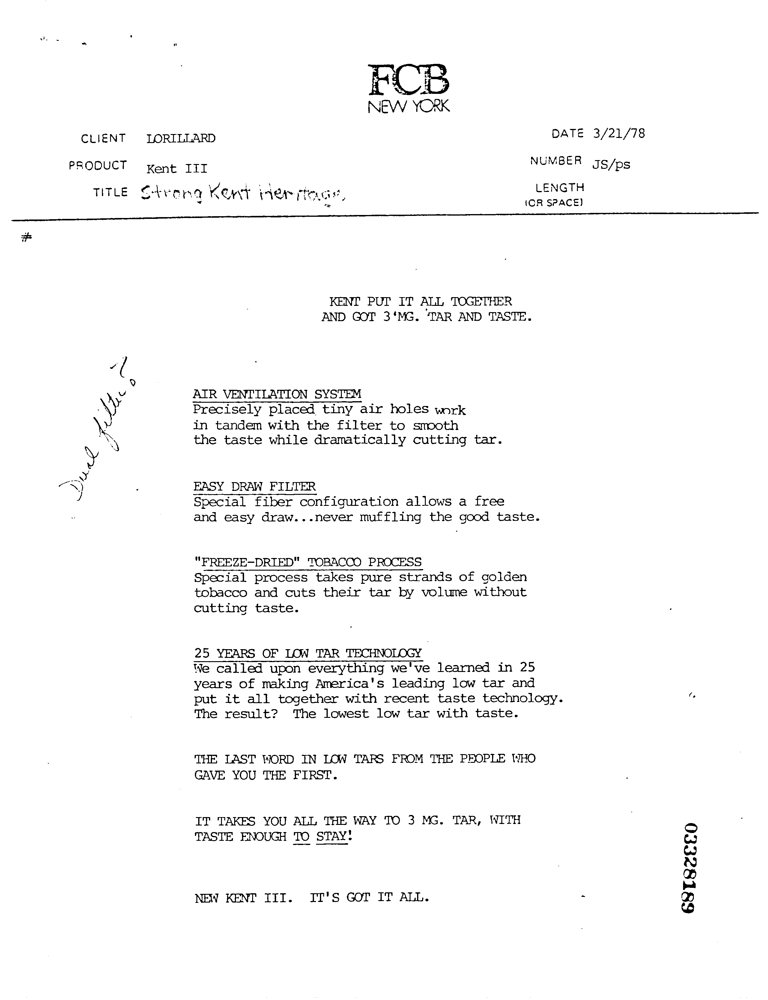 FCB
NEW YORK
CLIENT LORILLARD
DATE 3/21/78
PRODUCT Kent III
NUMBER JS/ps
TITLE Strong Kent Heritage.
LENGTH
(OR SPACE)
#
KENT PUT IT ALL TOGETHER
AND GOT 3 MG. TAR AND TASTE.
Dual filter?
AIR VENTILATION SYSTEM
Precisely placed tiny air holes work
in tandem with the filter to smooth
the taste while dramatically cutting tar.
EASY DRAW FILTER
Special fiber configuration allows a free
and easy draw...never muffling the good taste.
"FREEZE-DRIED" TOBACCO PROCESS
Special process takes pure strands of golden
tobacco and cuts their tar by volume without
cutting taste.
25 YEARS OF LOW TAR TECHNOLOGY
We called upon everything we've learned in 25
years of making America's leading low tar and
put it all together with recent taste technology.
The result? The lowest low tar with taste.
THE LAST WORD IN LOW TARS FROM THE PEOPLE WHO
GAVE YOU THE FIRST.
IT TAKES YOU ALL THE WAY TO 3 MG. TAR, WITH
TASTE ENOUGH TO STAY!
NEW KENT III. IT'S GOT IT ALL.
03328189